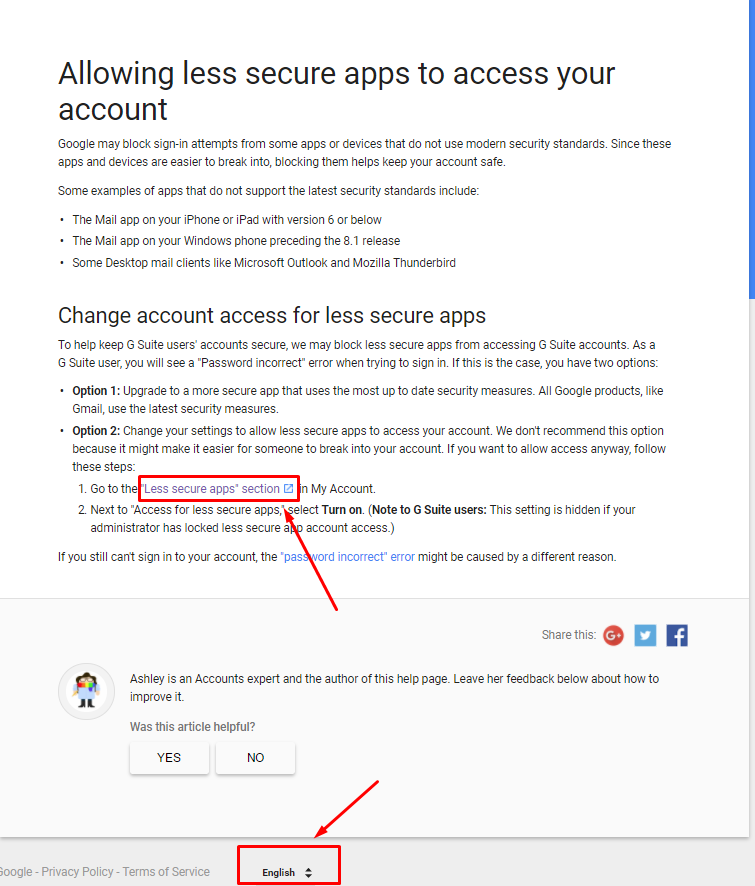 Allowing less secure apps to access your
account
Google may block sign-in attempts from some apps or devices that do not use modern security standards. Since these
apps and devices are easier to break into, blocking them helps keep your account safe.
Some examples of apps that do not support the latest security standards include:
• The Mail app on your iPhone or iPad with version 6 or below
• The Mail app on your Windows phone preceding the 8.1 release
• Some Desktop mail clients like Microsoft Outlook and Mozilla Thunderbird
Change account access for less secure apps
To help keep G Suite users' accounts secure, we may block less secure apps from accessing G Suite accounts. As a
G Suite user, you will see a "Password incorrect" error when trying to sign in. If this is the case, you have two options:
• Option 1: Upgrade to a more secure app that uses the most up to date security measures. All Google products, like
Gmail, use the latest security measures.
• Option 2: Change your settings to allow less secure apps to access your account. We don't recommend this option
because it might make it easier for someone to break into your account. If you want to allow access anyway, follow
these steps:
1. Go to the "Less secure apps" section in My Account.
2. Next to "Access for less secure apps," select Turn on. (Note to G Suite users: This setting is hidden if your
administrator has locked less secure app account access.)
If you still can't sign in to your account, the "password incorrect" error might be caused by a different reason.
Share this: G+
Ashley is an Accounts expert and the author of this help page. Leave her feedback below about how to
improve it.
Was this article helpful?
YES NO
Google - Privacy Policy - Terms of Service English